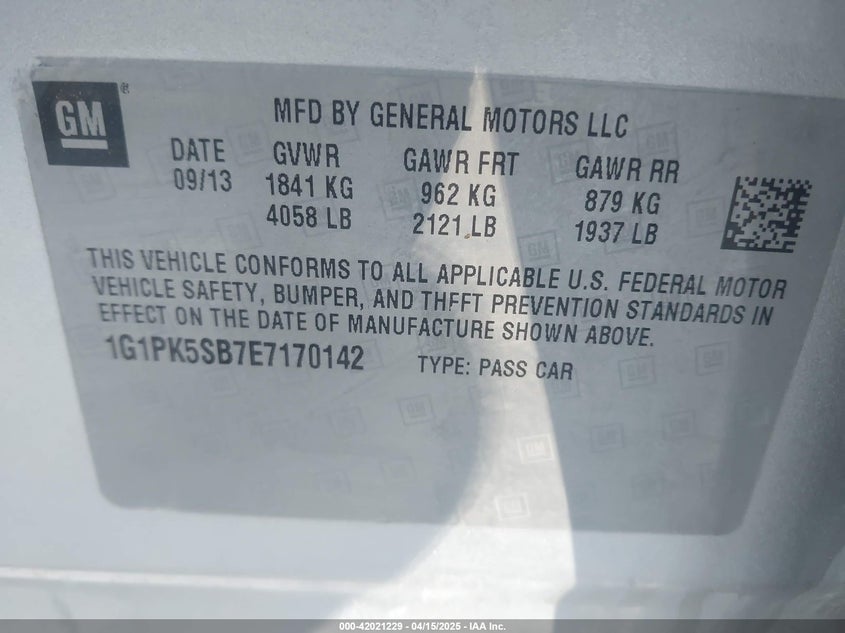 GM®
MFD BY GENERAL MOTORS LLC
DATE GVWR GAWR FRT GAWR RR
09/13 1841 KG 962 KG 879 KG
4058 LB 2121 LB 1937 LB
THIS VEHICLE CONFORMS TO ALL APPLICABLE U.S. FEDERAL MOTOR
VEHICLE SAFETY, BUMPER, AND THFFT PREVENTION STANDARDS IN
EFFECT ON THE DATE OF MANUFACTURE SHOWN ABOVE.
1G1PK5SB7E7170142 TYPE: PASS CAR
000-42021229 - 04/15/2025 - IAA Inc.